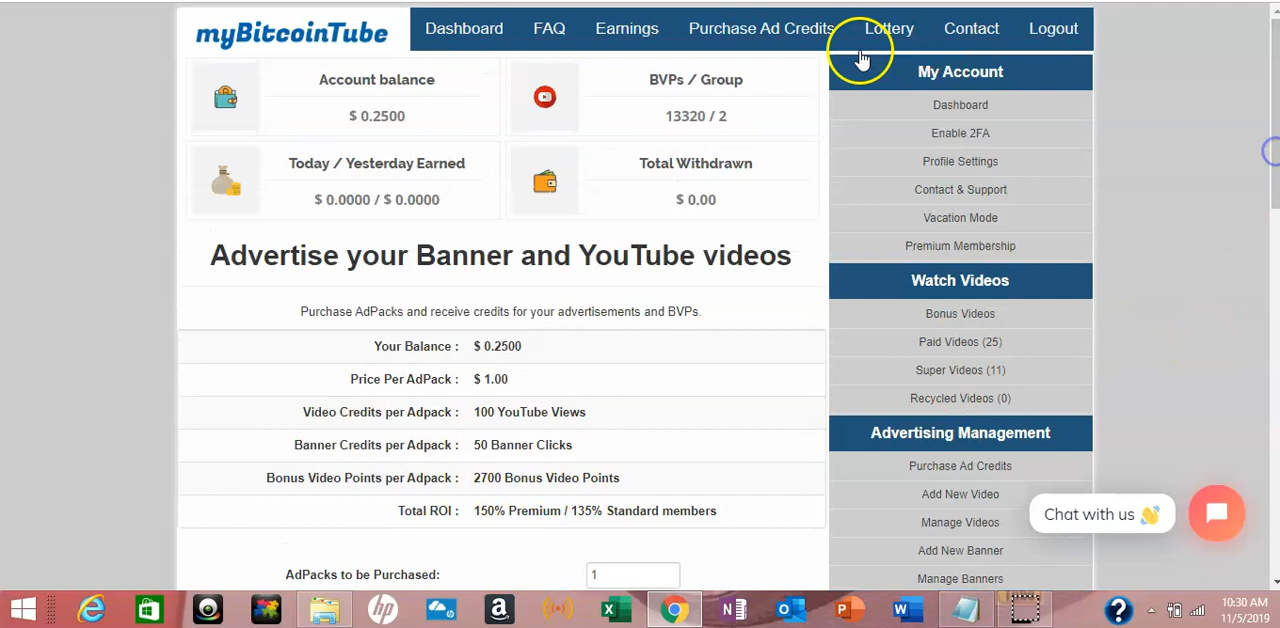 myBitcoinTube
Dashboard FAQ Earnings Purchase Ad Credits Lottery Contact Logout
Account balance
$ 0.2500
BVPs / Group
13320 / 2
Today / Yesterday Earned
$ 0.0000 / $ 0.0000
Total Withdrawn
$ 0.00
Advertise your Banner and YouTube videos
Purchase AdPacks and receive credits for your advertisements and BVPs.
Your Balance : $ 0.2500
Price Per AdPack : $ 1.00
Video Credits per Adpack : 100 YouTube Views
Banner Credits per Adpack : 50 Banner Clicks
Bonus Video Points per Adpack : 2700 Bonus Video Points
Total ROI : 150% Premium / 135% Standard members
AdPacks to be Purchased: 1
My Account
Dashboard
Enable 2FA
Profile Settings
Contact & Support
Vacation Mode
Premium Membership
Watch Videos
Bonus Videos
Paid Videos (25)
Super Videos (11)
Recycled Videos (0)
Advertising Management
Purchase Ad Credits
Add New Video
Manage Videos
Add New Banner
Manage Banners
Chat with us 👋
10:30 AM
11/5/2019